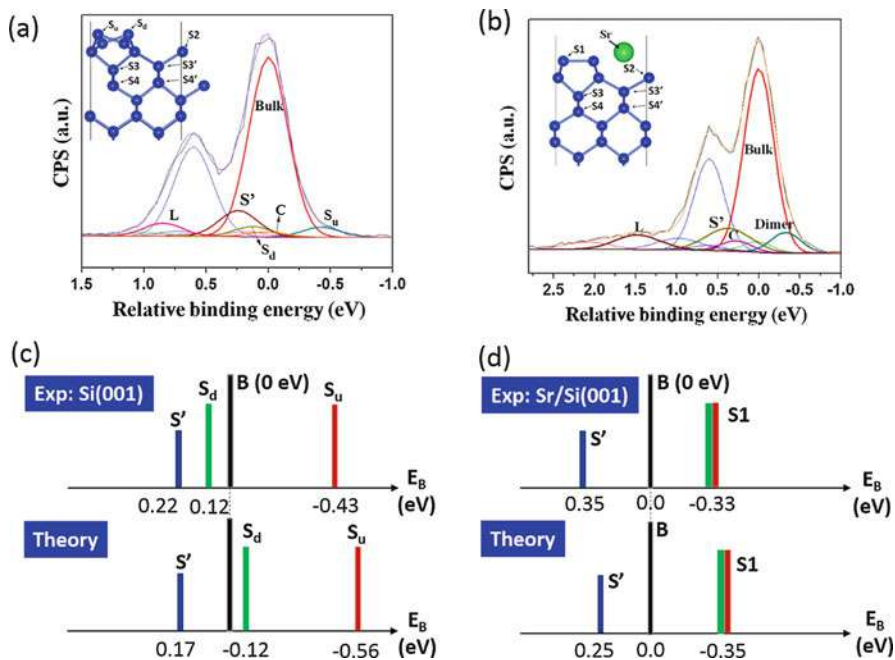 (a)
Su
Sd
S2
S3
S3'
S4
S4'
Bulk
L
S'
C
Su
Sd
CPS (a.u.)
1.5 1.0 0.5 0.0 -0.5 -1.0
Relative binding energy (eV)
(b)
Sr
S1
S2
S3
S3'
S4
S4'
Bulk
L
S'
C
Dimer
CPS (a.u.)
2.5 2.0 1.5 1.0 0.5 0.0 -0.5 -1.0
Relative binding energy (eV)
(c)
Exp: Si(001)
S'
Sd
B (0 eV)
Su
EB
(eV)
0.22 0.12 -0.43
Theory
S'
Sd
Su
EB
(eV)
0.17 -0.12 -0.56
(d)
Exp: Sr/Si(001)
S'
B (0 eV)
S1
EB
(eV)
0.35 0.0 -0.33
Theory
S'
B
S1
EB
(eV)
0.25 0.0 -0.35